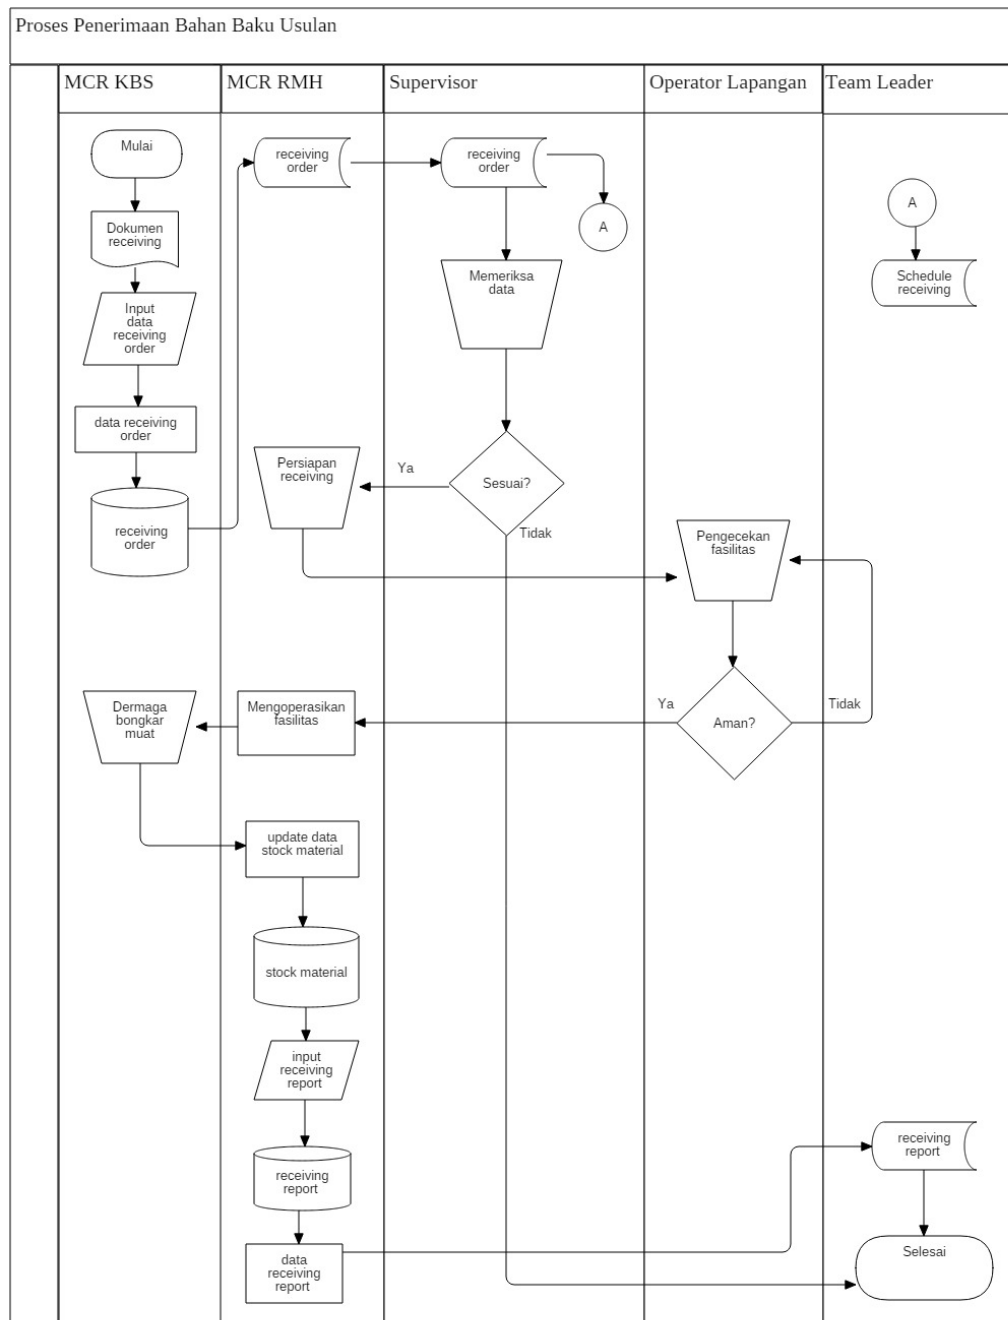 Proses Penerimaan Bahan Baku Usulan
MCR KBS
MCR RMH
Supervisor
Operator Lapangan
Team Leader
Mulai
receiving
order
receiving
order
A
A
Dokumen
receiving
Schedule
receiving
Memeriksa
data
Input
data
receiving
order
data receiving
order
receiving
order
Persiapan
receiving
Ya
Sesuai?
Tidak
Pengecekan
fasilitas
Dermaga
bongkar
muat
Mengoperasikan
fasilitas
Ya
Aman?
Tidak
update data
stock material
stock material
input
receiving
report
receiving
report
receiving
report
data
receiving
report
Selesai